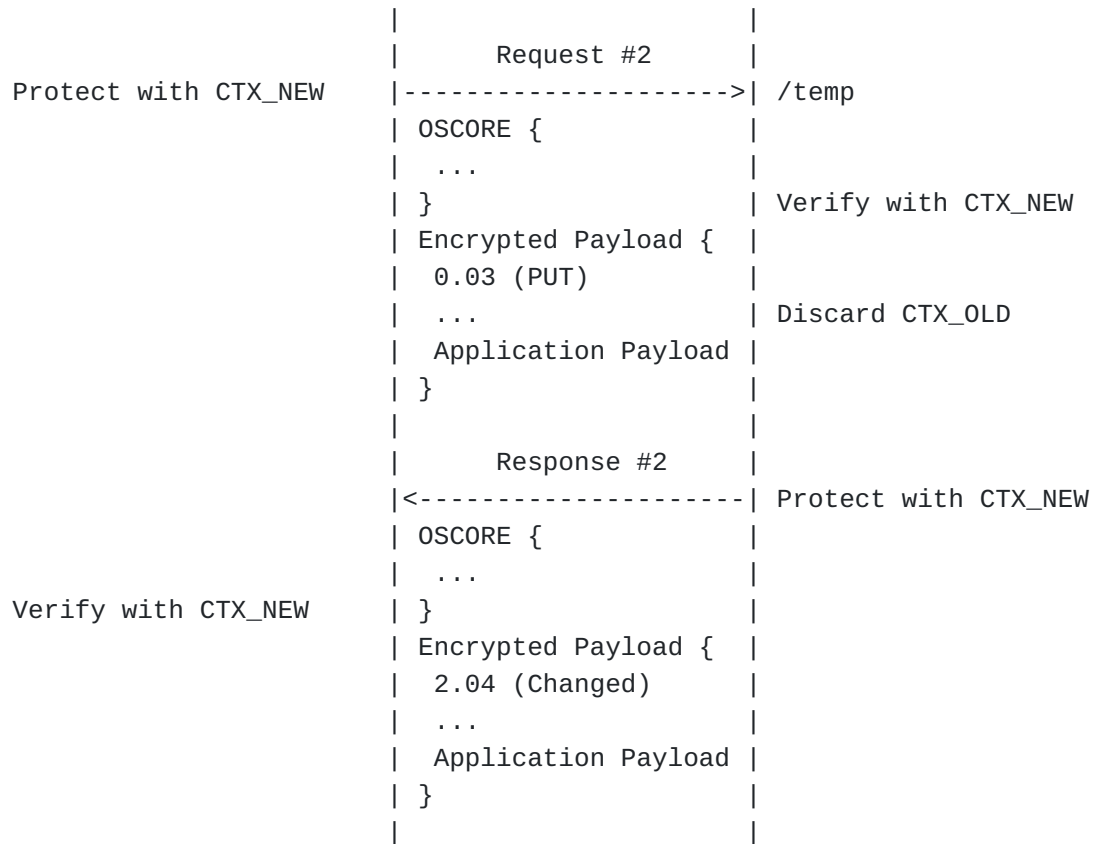 |                      |
                         |      Request #2      |
Protect with CTX_NEW     |--------------------->| /temp
                         | OSCORE {             |
                         |  ...                 |
                         | }                    | Verify with CTX_NEW
                         | Encrypted Payload {  |
                         |  0.03 (PUT)          |
                         |  ...                 | Discard CTX_OLD
                         |  Application Payload |
                         | }                    |
                         |                      |
                         |      Response #2     |
                         |<---------------------| Protect with CTX_NEW
                         | OSCORE {             |
                         |  ...                 |
Verify with CTX_NEW      | }                    |
                         | Encrypted Payload {  |
                         |  2.04 (Changed)      |
                         |  ...                 |
                         |  Application Payload |
                         | }                    |
                         |                      |